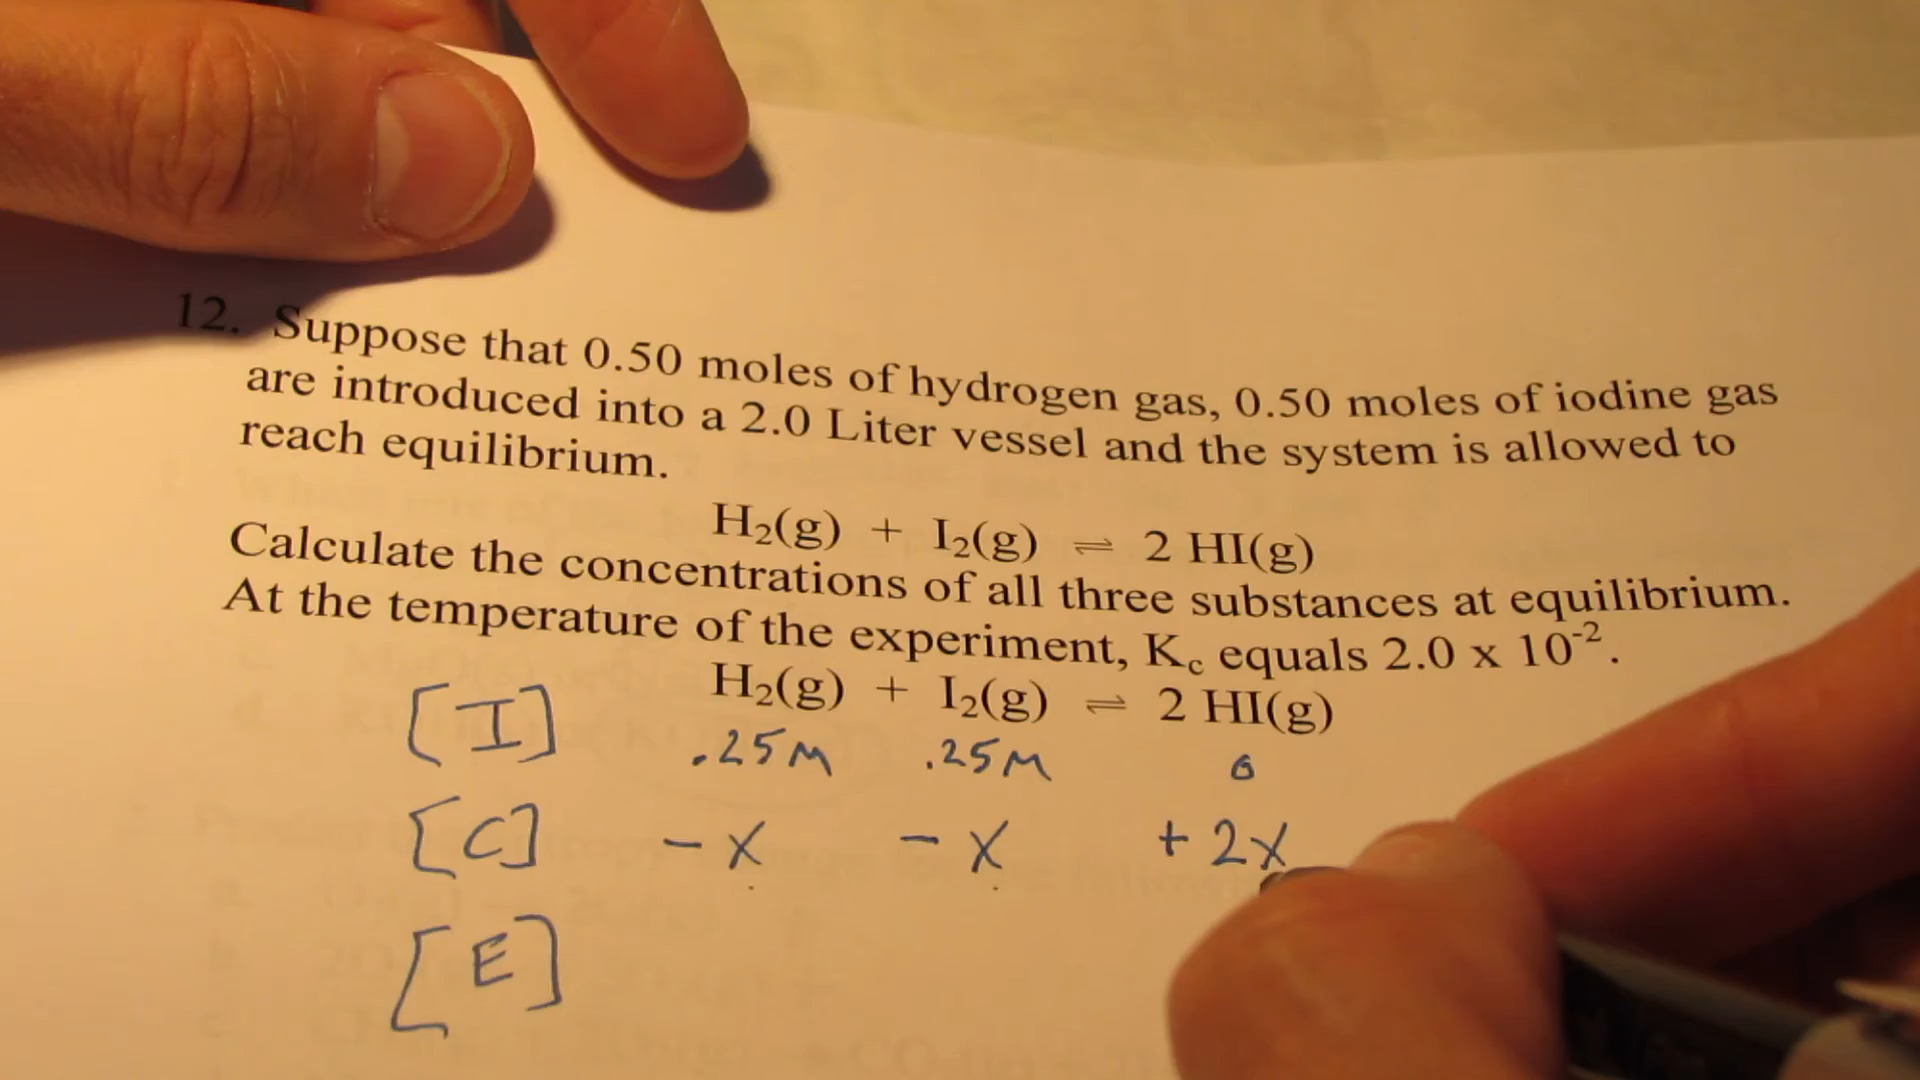 12. Suppose that 0.50 moles of hydrogen gas, 0.50 moles of iodine gas
are introduced into a 2.0 Liter vessel and the system is allowed to
reach equilibrium.
H₂(g) + I₂(g) ⇌ 2 HI(g)
Calculate the concentrations of all three substances at equilibrium.
At the temperature of the experiment, K꜀ equals 2.0 x 10⁻².
H₂(g) + I₂(g) ⇌ 2 HI(g)
[I] .25M .25M 0
[C] - X - X + 2X
[E]